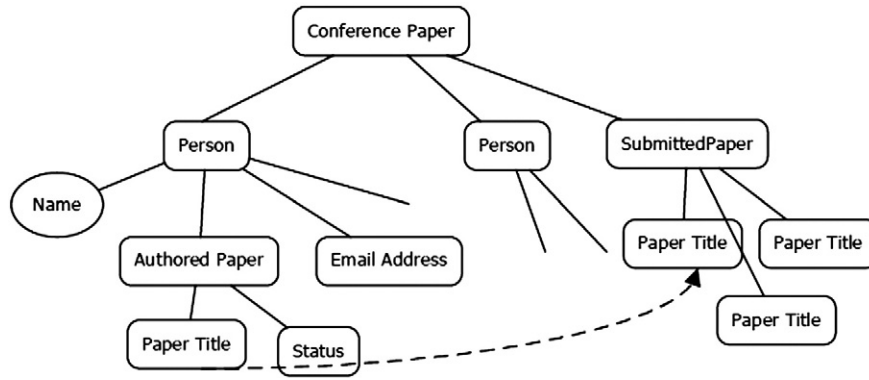 Conference Paper
Person
Person
SubmittedPaper
Name
Authored Paper
Email Address
Paper Title
Paper Title
Paper Title
Paper Title
Status